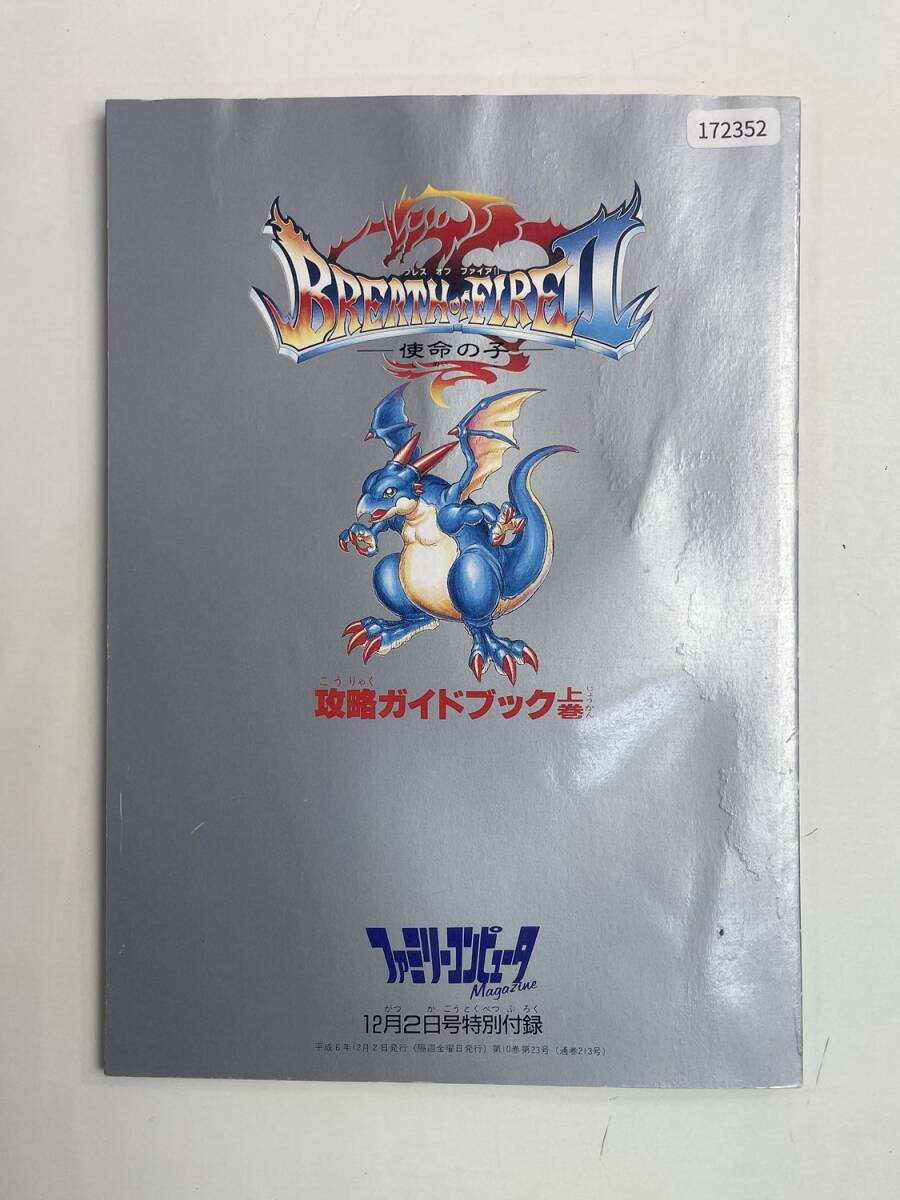 172352
ブレス オブ ファイアⅡ
BREATH of FIRE Ⅱ
使命の子
こうりゃく じょうかん
攻略ガイドブック上巻
ファミリーコンピュータ
Magazine
がつ か ごうとくべつ ふ ろく
12月2日号特別付録
平成6年12月2日発行(隔週金曜日発行)第10巻第23号(通巻213号)